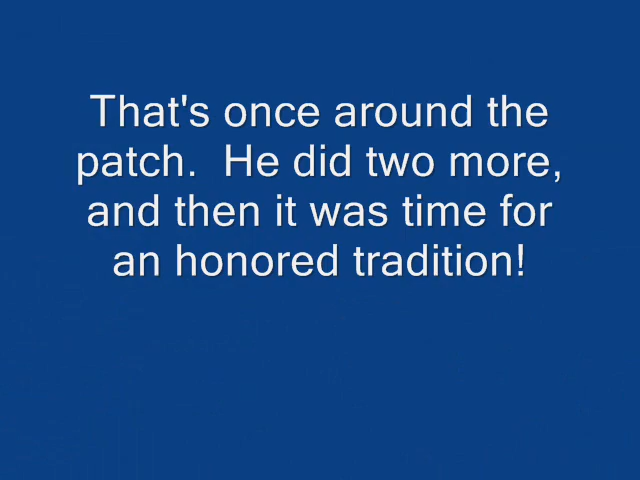 That's once around the
patch.  He did two more,
and then it was time for
an honored tradition!